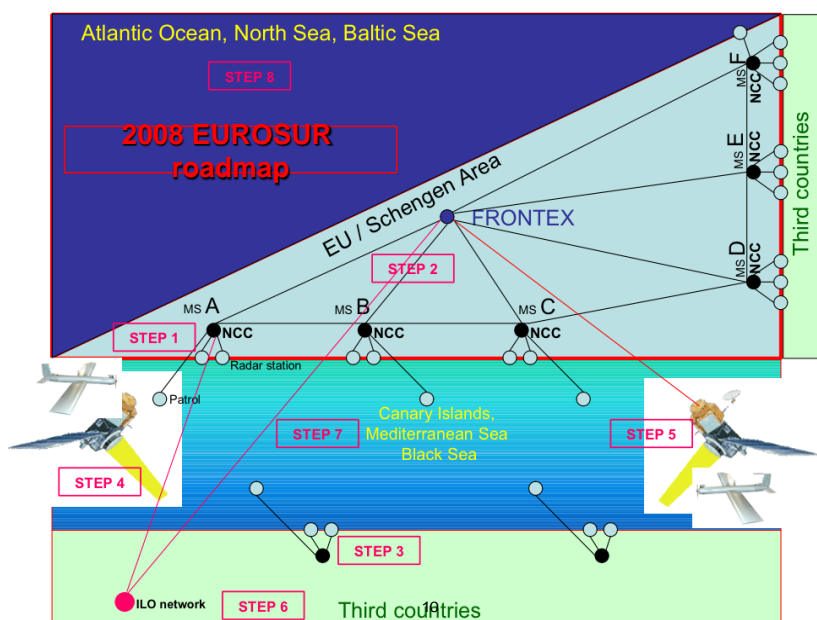 Atlantic Ocean, North Sea, Baltic Sea
STEP 8
2008 EUROSUR
roadmap
EU / Schengen Area
FRONTEX
STEP 2
MS F
NCC
MS E
NCC
MS D
NCC
Third countries
MS A
NCC
MS B
NCC
MS C
NCC
STEP 1
Radar station
Patrol
Canary Islands,
Mediterranean Sea
Black Sea
STEP 7
STEP 5
STEP 4
STEP 3
ILO network
STEP 6
Third countries
10